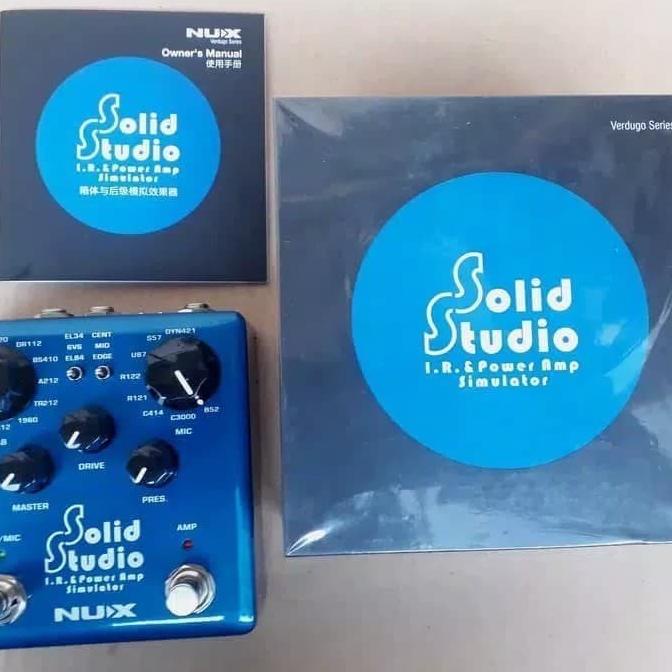 NUX
Verdugo Series
Owner's Manual
使用手册
Solid
Studio
I.R. & Power Amp
Simulator
箱体与后级模拟效果器
Verdugo Series
Solid
Studio
I.R. & Power Amp
Simulator
BR112
BS410
A212
TR212
1960
EL34
6V6
EL84
CENT
MID
EDGE
DYN421
S57
U87
R122
R121
C414
C3000
B52
MIC
DRIVE
MASTER
PRES.
/MIC
AMP
Solid
Studio
I.R. & Power Amp
Simulator
NUX